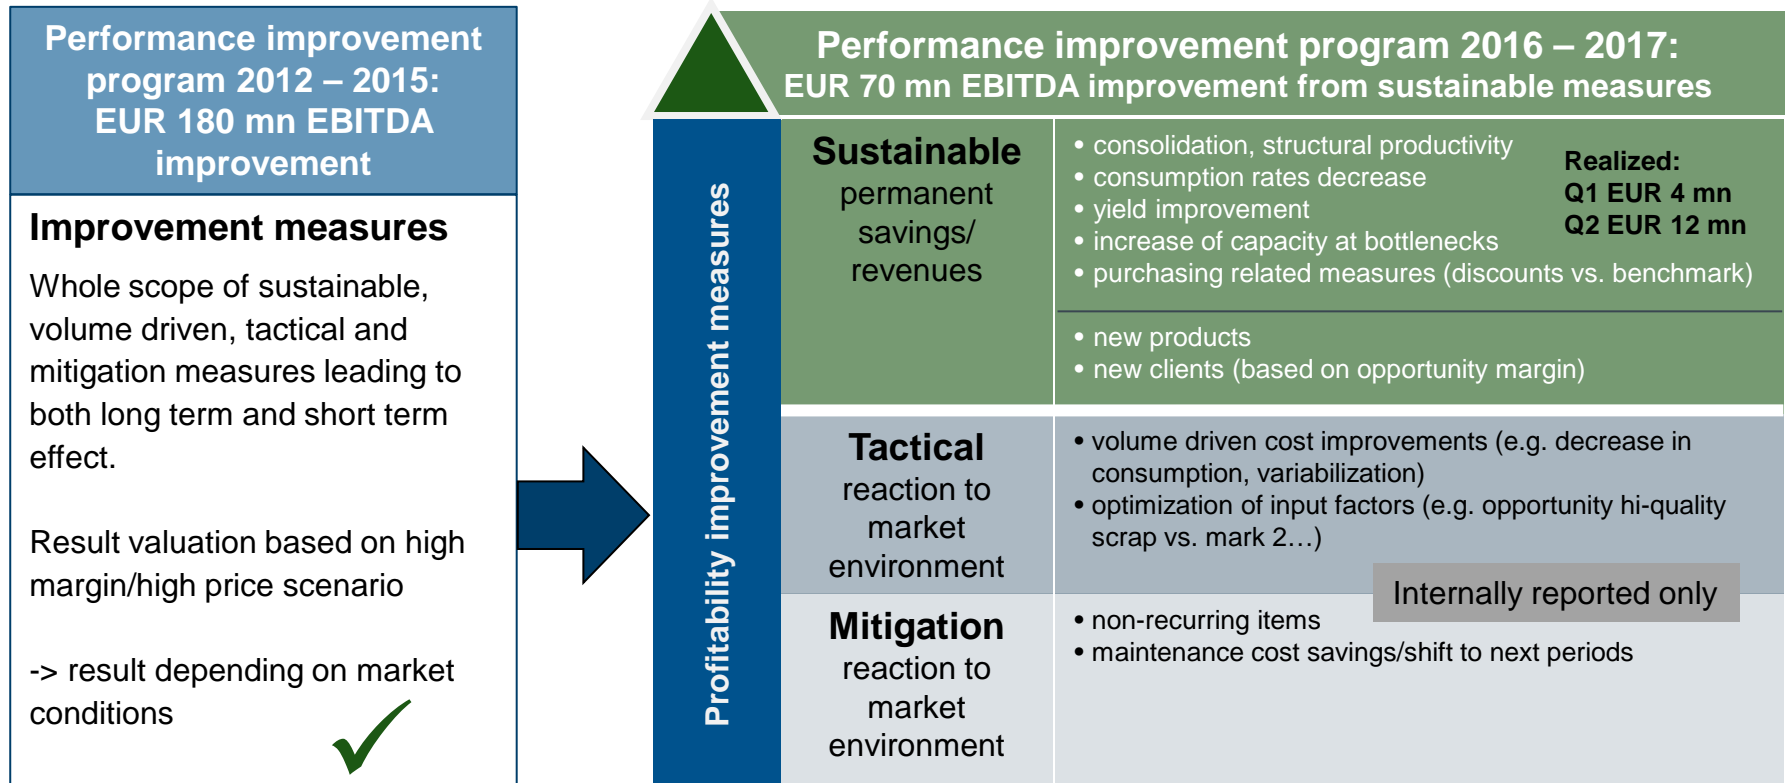 Performance improvement
program 2012 – 2015:
EUR 180 mn EBITDA
improvement
Improvement measures
Whole scope of sustainable,
volume driven, tactical and
mitigation measures leading to
both long term and short term
effect.
Result valuation based on high
margin/high price scenario
-> result depending on market
conditions
Performance improvement program 2016 – 2017:
EUR 70 mn EBITDA improvement from sustainable measures
Profitability improvement measures
Sustainable
permanent
savings/
revenues
• consolidation, structural productivity
• consumption rates decrease
• yield improvement
• increase of capacity at bottlenecks
• purchasing related measures (discounts vs. benchmark)
Realized:
Q1 EUR 4 mn
Q2 EUR 12 mn
• new products
• new clients (based on opportunity margin)
Tactical
reaction to
market
environment
• volume driven cost improvements (e.g. decrease in
consumption, variabilization)
• optimization of input factors (e.g. opportunity hi-quality
scrap vs. mark 2…)
Internally reported only
Mitigation
reaction to
market
environment
• non-recurring items
• maintenance cost savings/shift to next periods